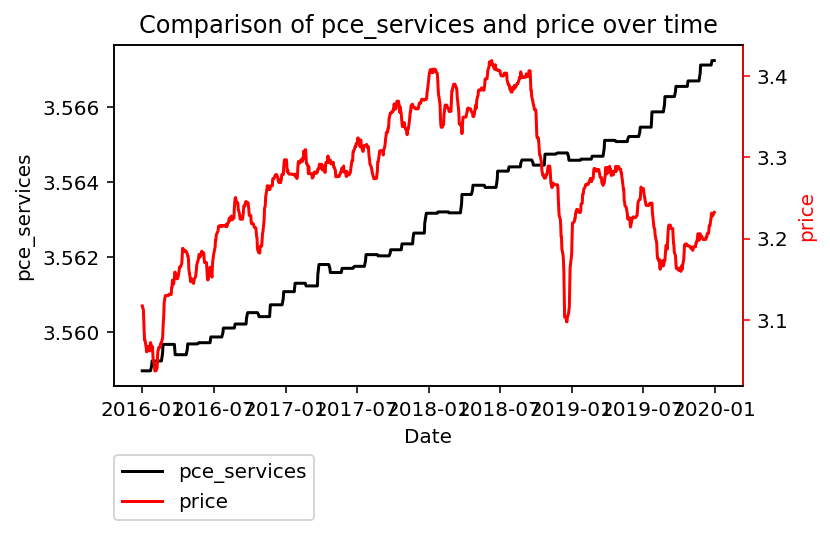 Comparison of pce_services and price over time
pce_services
3.566
3.564
3.562
3.560
3.4
3.3
3.2
3.1
price
2016-01 2016-07 2017-01 2017-07 2018-01 2018-07 2019-01 2019-07 2020-01
Date
pce_services
price